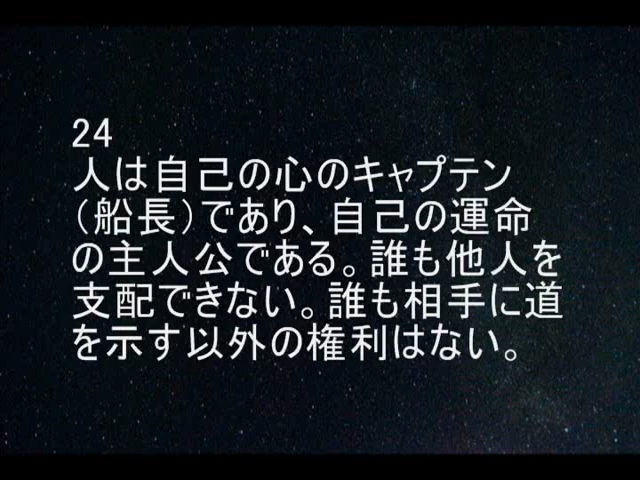 24
人は自己の心のキャプテン
（船長）であり、自己の運命
の主人公である。誰も他人を
支配できない。誰も相手に道
を示す以外の権利はない。